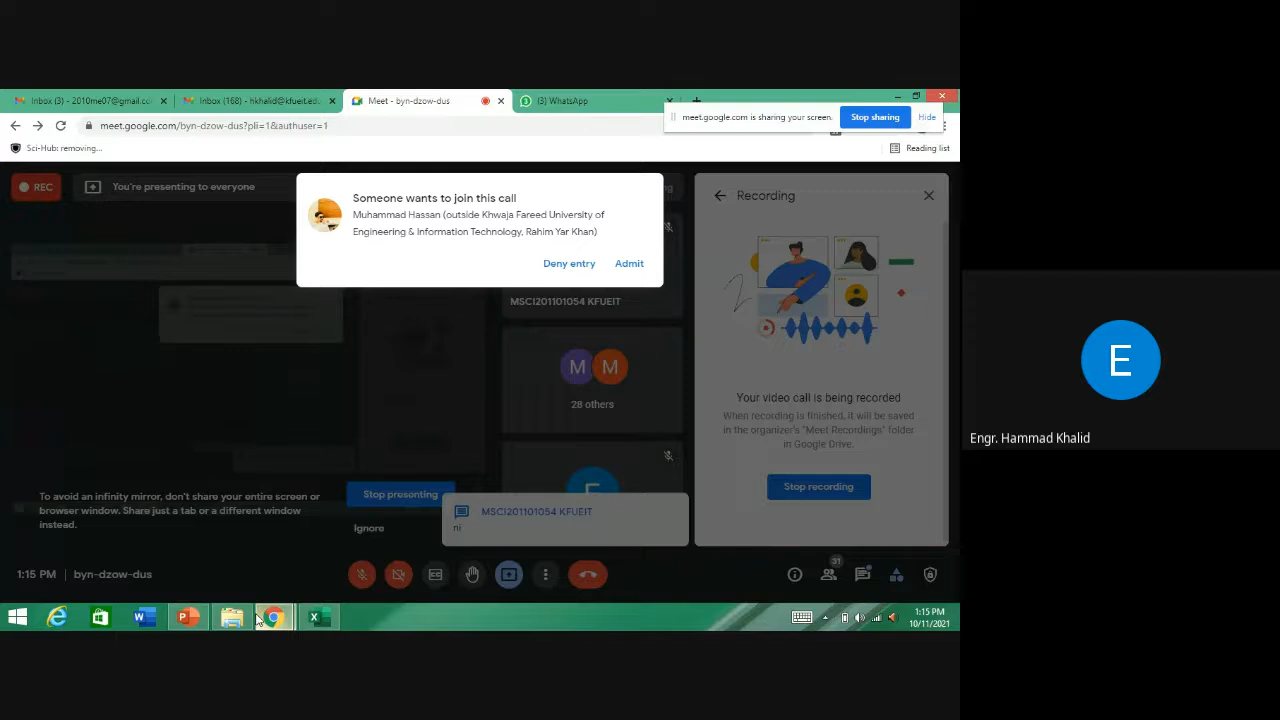 Inbox (3) - 2010me07@gmail.co
Inbox (168) - hkhalid@kfueit.ed
Meet - byn-dzow-dus
(3) WhatsApp
meet.google.com/byn-dzow-dus?pli=1&authuser=1
meet.google.com is sharing your screen.
Stop sharing
Hide
Sci-Hub: removing...
Reading list
REC
You're presenting to everyone
Someone wants to join this call
Muhammad Hassan (outside Khwaja Fareed University of
Engineering & Information Technology, Rahim Yar Khan)
Deny entry
Admit
Recording
MSCI201101054 KFUEIT
M
M
28 others
Your video call is being recorded
When recording is finished, it will be saved
in the organizer's "Meet Recordings" folder
in Google Drive.
Stop recording
To avoid an infinity mirror, don't share your entire screen or
browser window. Share just a tab or a different window
instead.
Stop presenting
Ignore
E
MSCI201101054 KFUEIT
ni
1:15 PM | byn-dzow-dus
31
1:15 PM
10/11/2021
E
Engr. Hammad Khalid